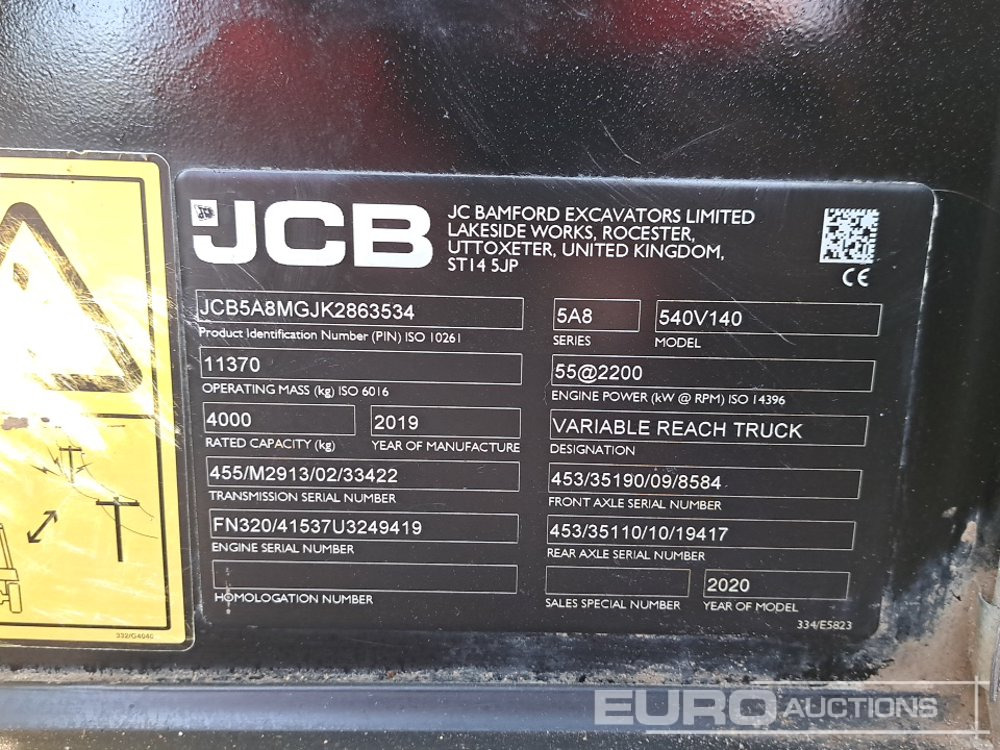 JCB
JC BAMFORD EXCAVATORS LIMITED
LAKESIDE WORKS, ROCESTER,
UTTOXETER, UNITED KINGDOM,
ST14 5JP
CE
JCB5A8MGJK2863534
Product Identification Number (PIN) ISO 10261
5A8
SERIES
540V140
MODEL
11370
OPERATING MASS (kg) ISO 6016
55@2200
ENGINE POWER (kW @ RPM) ISO 14396
4000
RATED CAPACITY (kg)
2019
YEAR OF MANUFACTURE
VARIABLE REACH TRUCK
DESIGNATION
455/M2913/02/33422
TRANSMISSION SERIAL NUMBER
453/35190/09/8584
FRONT AXLE SERIAL NUMBER
FN320/41537U3249419
ENGINE SERIAL NUMBER
453/35110/10/19417
REAR AXLE SERIAL NUMBER
HOMOLOGATION NUMBER
SALES SPECIAL NUMBER
2020
YEAR OF MODEL
334/E5823
332/G4040
EURO AUCTIONS